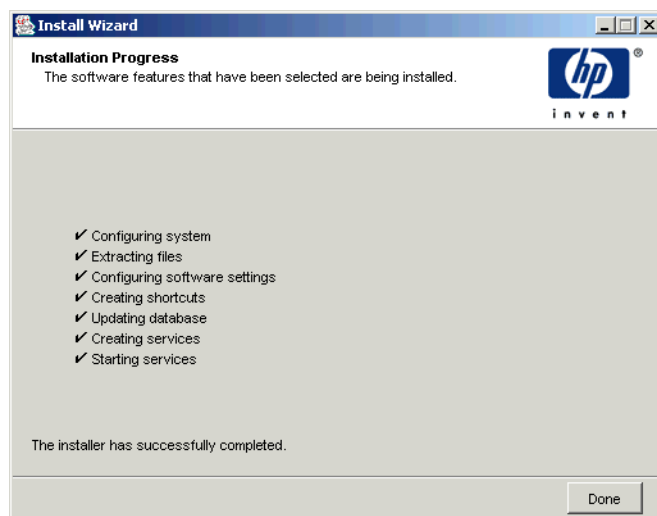 Install Wizard
Installation Progress
The software features that have been selected are being installed.
hp
®
invent
✔ Configuring system
✔ Extracting files
✔ Configuring software settings
✔ Creating shortcuts
✔ Updating database
✔ Creating services
✔ Starting services
The installer has successfully completed.
Done